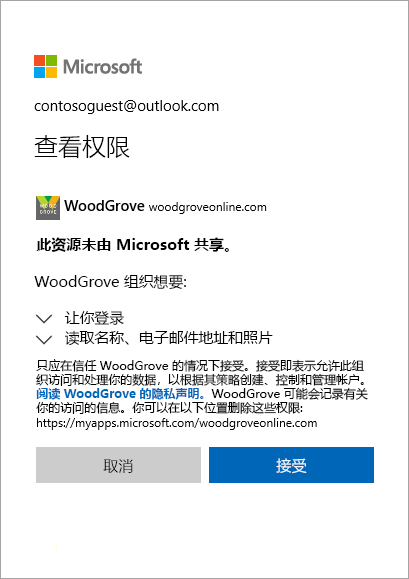 Microsoft
contosoguest@outlook.com
查看权限
WOOD
GROVE
WoodGrove woodgroveonline.com
此资源未由 Microsoft 共享。
WoodGrove 组织想要:
让你登录
读取名称、电子邮件地址和照片
只应在信任 WoodGrove 的情况下接受。接受即表示允许此组
织访问和处理你的数据，以根据其策略创建、控制和管理帐户。
阅读 WoodGrove 的隐私声明。WoodGrove 可能会记录有关
你的访问的信息。你可以在以下位置删除这些权限:
https://myapps.microsoft.com/woodgroveonline.com
取消
接受